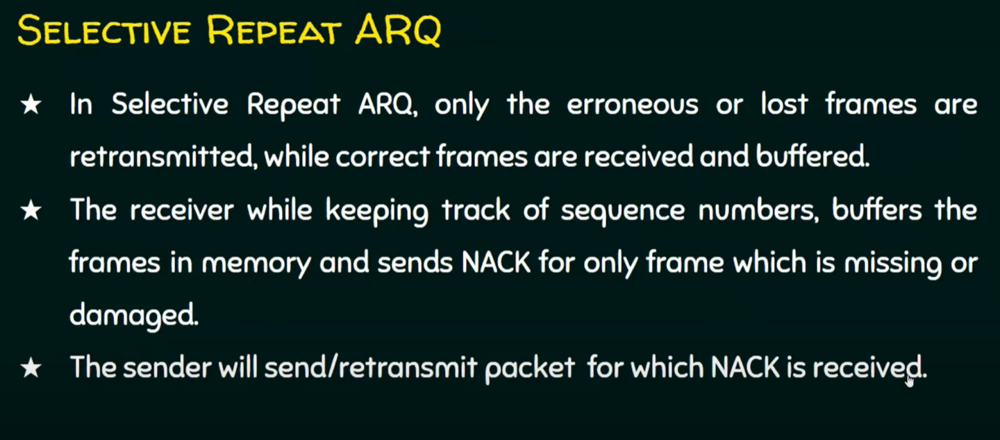 SELECTIVE REPEAT ARQ
★ In Selective Repeat ARQ, only the erroneous or lost frames are
retransmitted, while correct frames are received and buffered.
★ The receiver while keeping track of sequence numbers, buffers the
frames in memory and sends NACK for only frame which is missing or
damaged.
★ The sender will send/retransmit packet for which NACK is received.